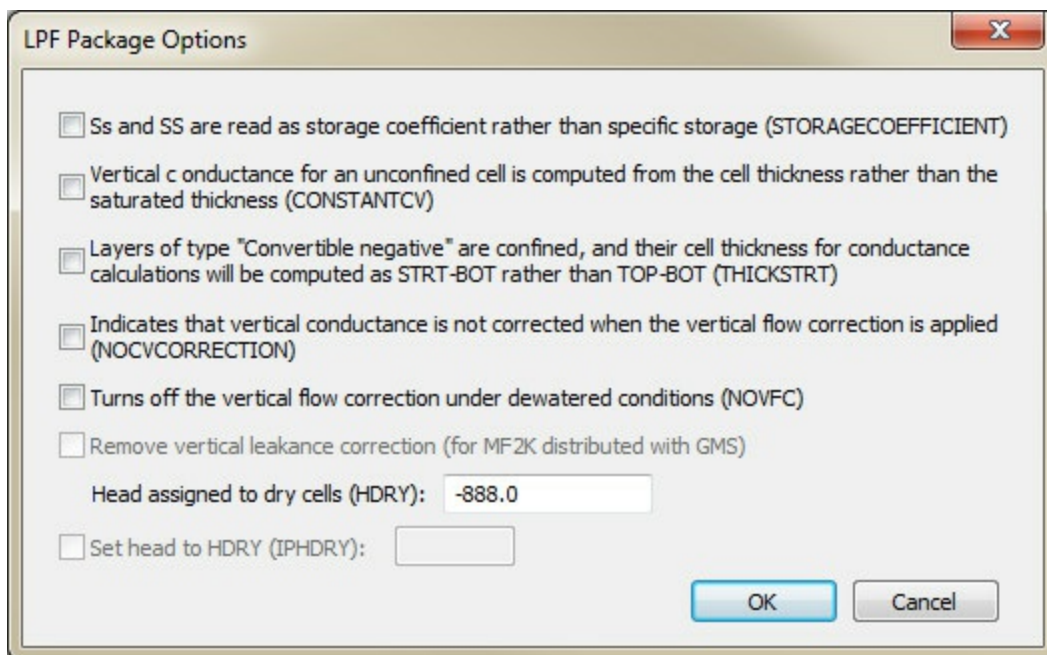 LPF Package Options
X
Ss and SS are read as storage coefficient rather than specific storage (STORAGECOEFFICIENT)
Vertical c onductance for an unconfined cell is computed from the cell thickness rather than the
saturated thickness (CONSTANTCV)
Layers of type "Convertible negative" are confined, and their cell thickness for conductance
calculations will be computed as STRT-BOT rather than TOP-BOT (THICKSTRT)
Indicates that vertical conductance is not corrected when the vertical flow correction is applied
(NOCVCORRECTION)
Turns off the vertical flow correction under dewatered conditions (NOVFC)
Remove vertical leakance correction (for MF2K distributed with GMS)
Head assigned to dry cells (HDRY): -888.0
Set head to HDRY (IPHDRY):
OK Cancel